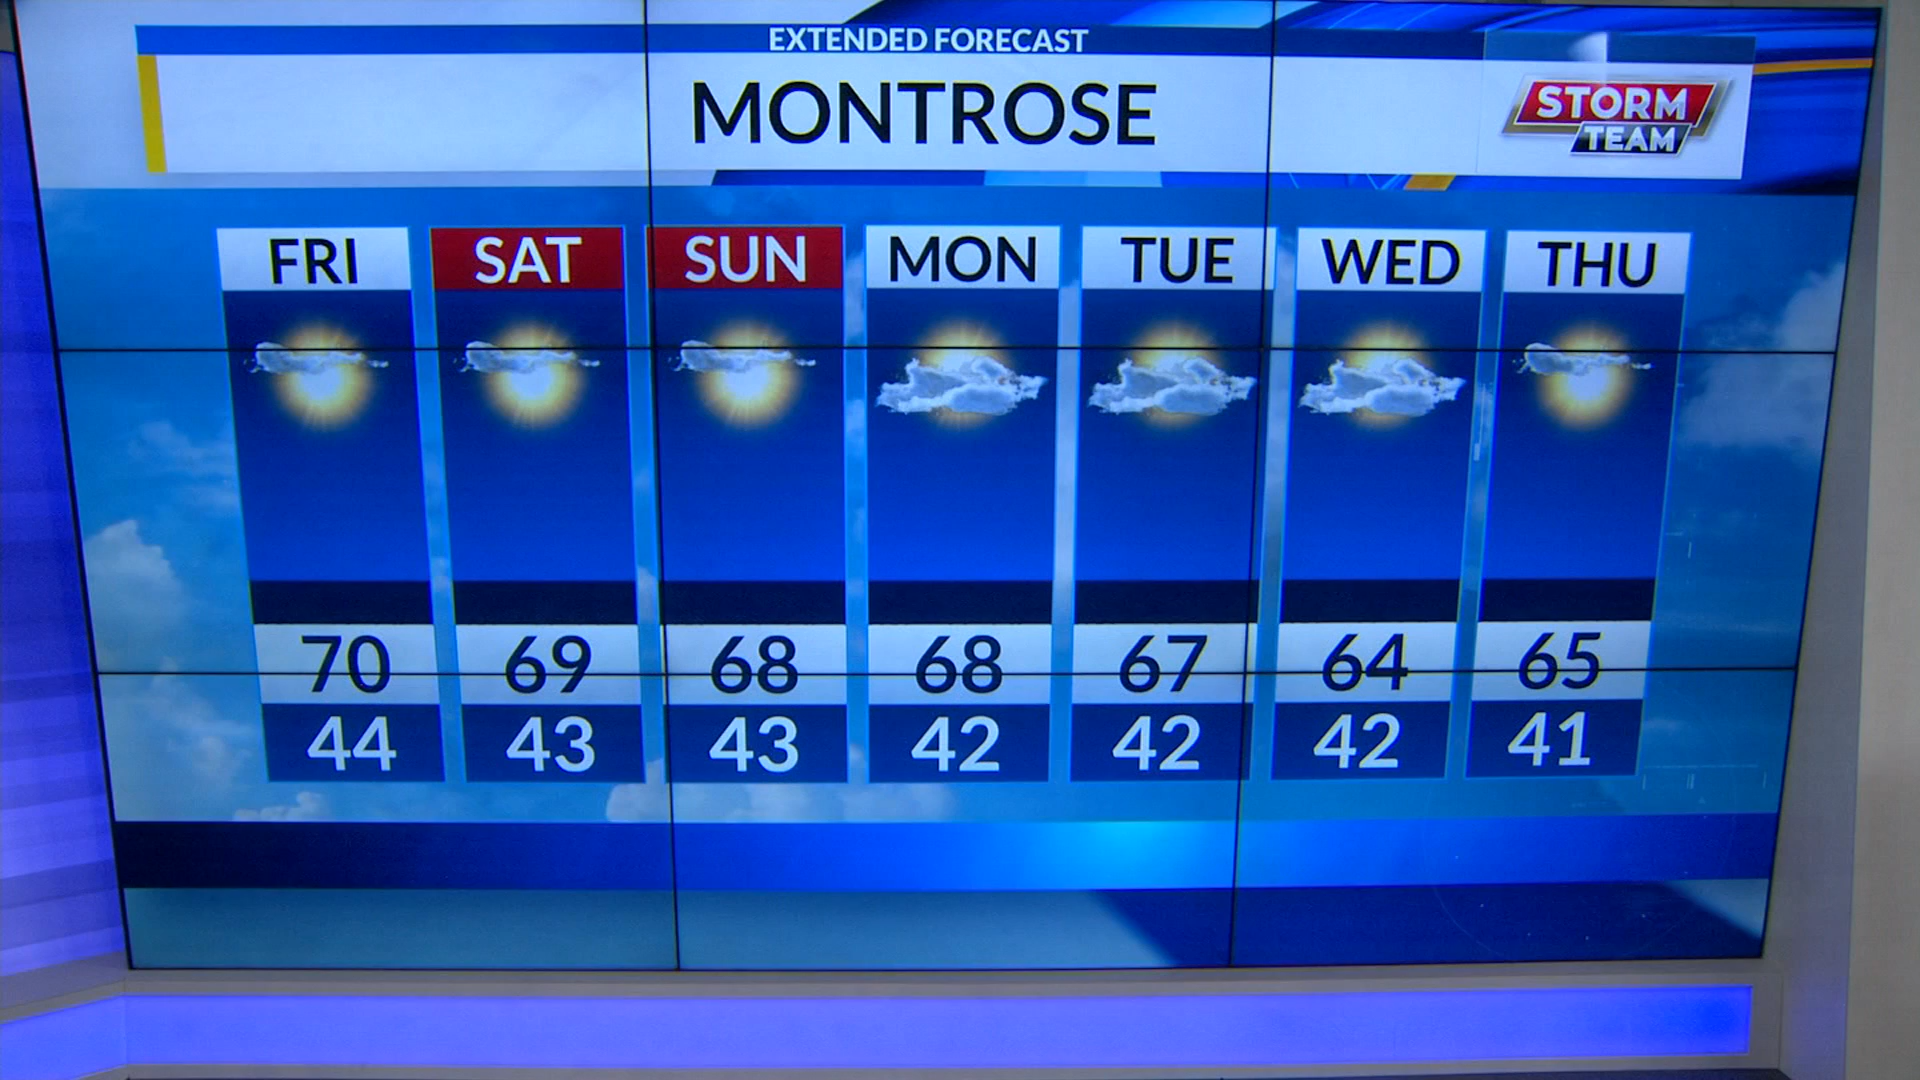 EXTENDED FORECAST
MONTROSE
STORM
TEAM
FRI SAT SUN MON TUE WED THU
70 69 68 68 67 64 65
44 43 43 42 42 42 41